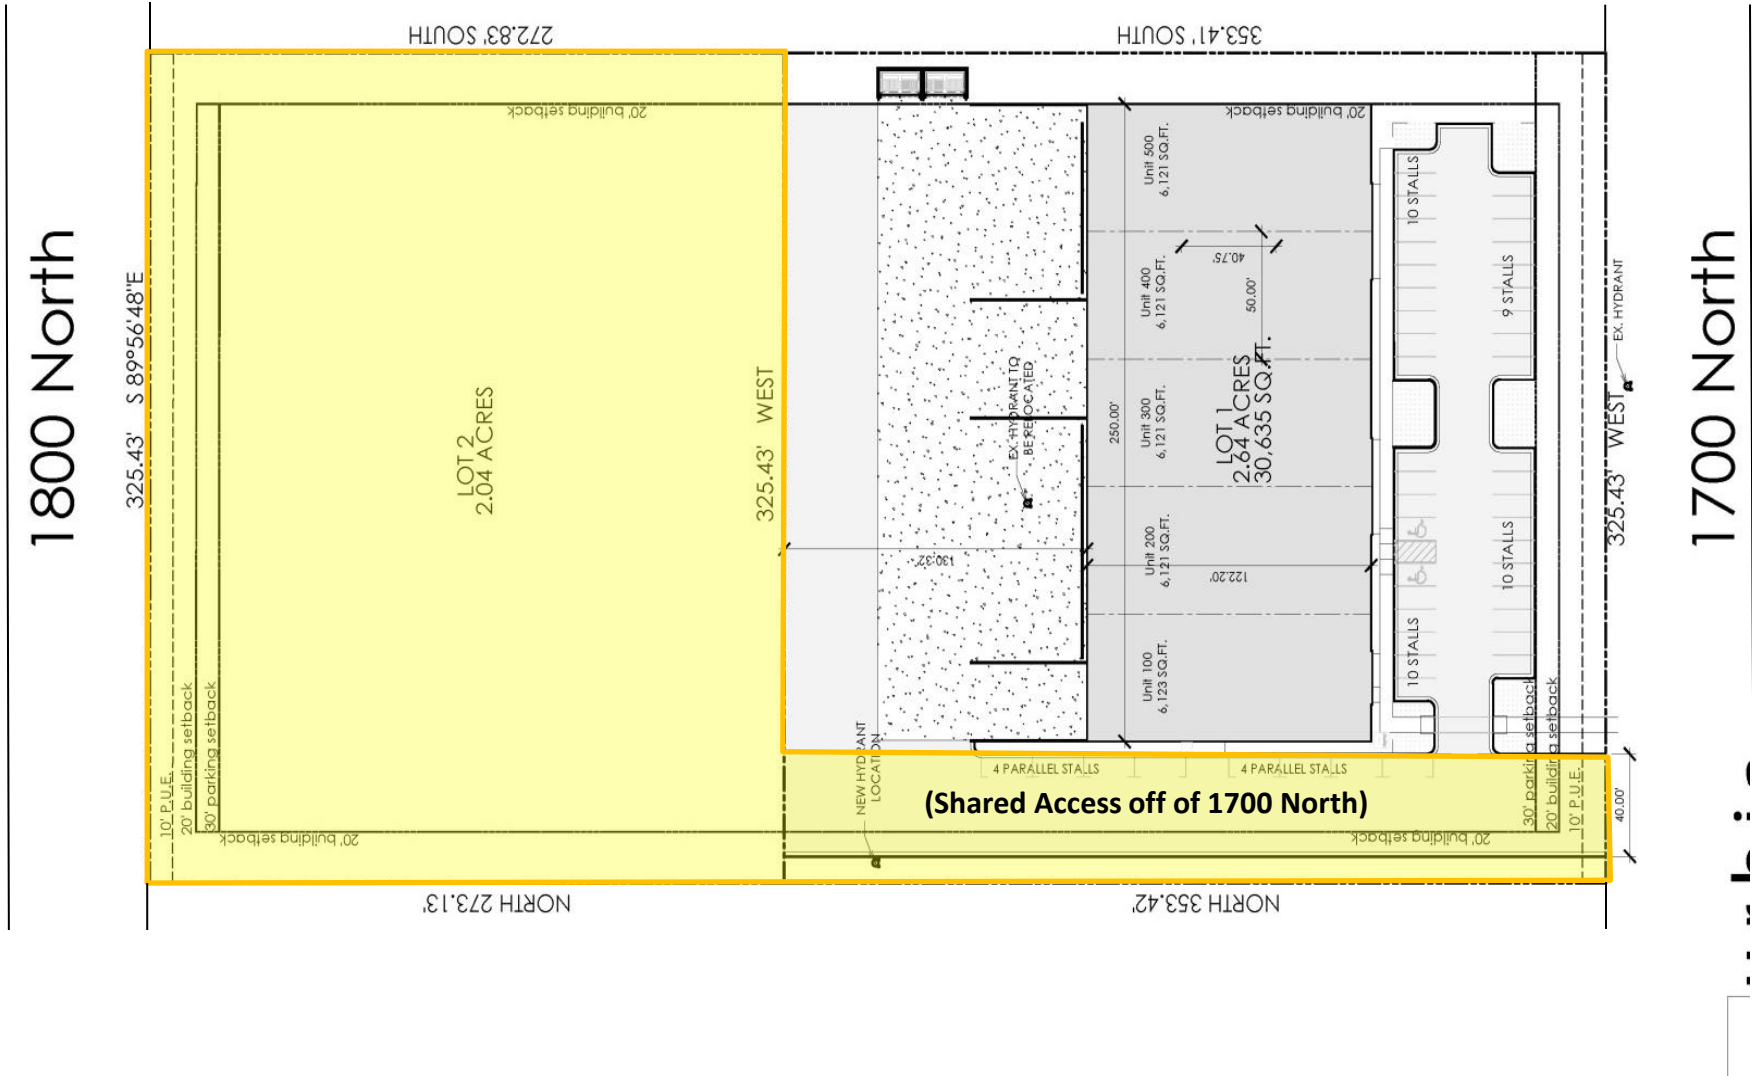 272.83' SOUTH
353.41' SOUTH
1800 North
325.43' S 89°56'48"E
10' P.U.E.
20' building setback
30' parking setback
20' building setback
LOT 2
2.04 ACRES
20' building setback
325.43' WEST
130.32'
EX. HYDRANT TO
BE RELOCATED
NEW HYDRANT
LOCATION
250.00'
20' building setback
Unit 500
6,121 SQ.FT.
Unit 400
6,121 SQ.FT.
Unit 300
6,121 SQ.FT.
Unit 200
6,121 SQ.FT.
Unit 100
6,123 SQ.FT.
40.75'
50.00'
122.20'
LOT 1
2.64 ACRES
30,635 SQ.FT.
10 STALLS
10 STALLS
9 STALLS
10 STALLS
4 PARALLEL STALLS
4 PARALLEL STALLS
(Shared Access off of 1700 North)
20' building setback
30' parking setback
20' building setback
10' P.U.E.
40.00'
325.43' WEST
EX. HYDRANT
1700 North
NORTH 273.13'
NORTH 353.42'